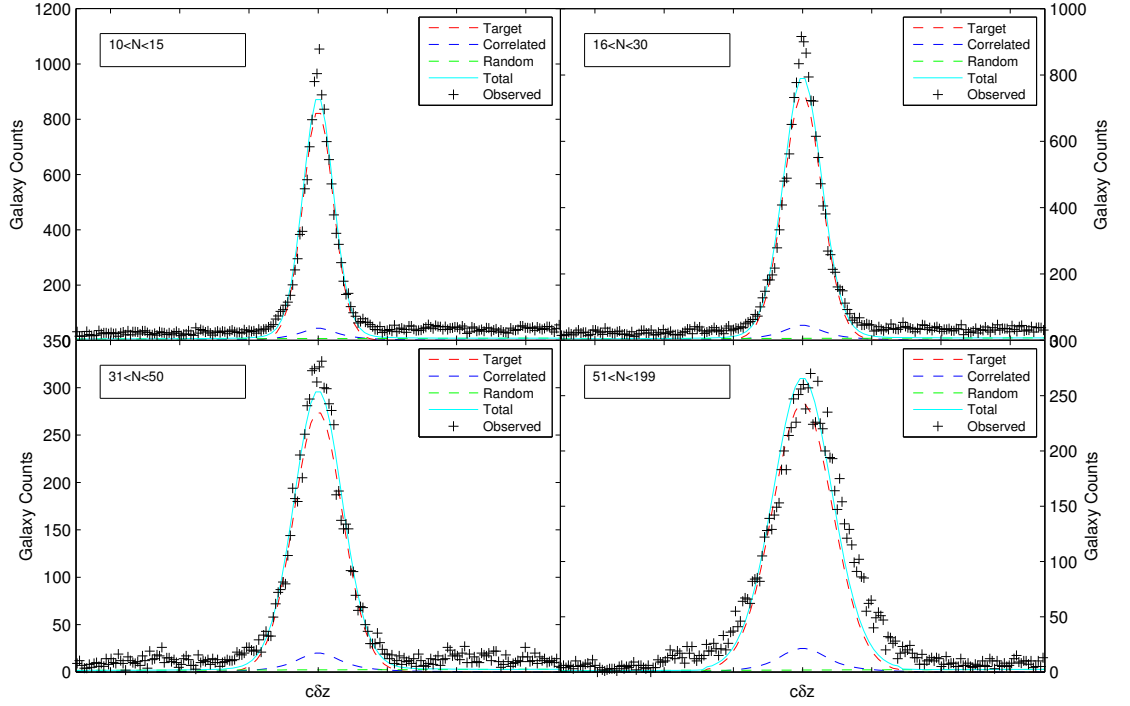 1200
1000
800
600
400
200
Galaxy Counts
10<N<15
Target
Correlated
Random
Total
Observed
1000
800
600
400
200
0
Galaxy Counts
16<N<30
Target
Correlated
Random
Total
Observed
350
300
250
200
150
100
50
0
Galaxy Counts
31<N<50
Target
Correlated
Random
Total
Observed
cδz
300
250
200
150
100
50
0
Galaxy Counts
51<N<199
Target
Correlated
Random
Total
Observed
cδz